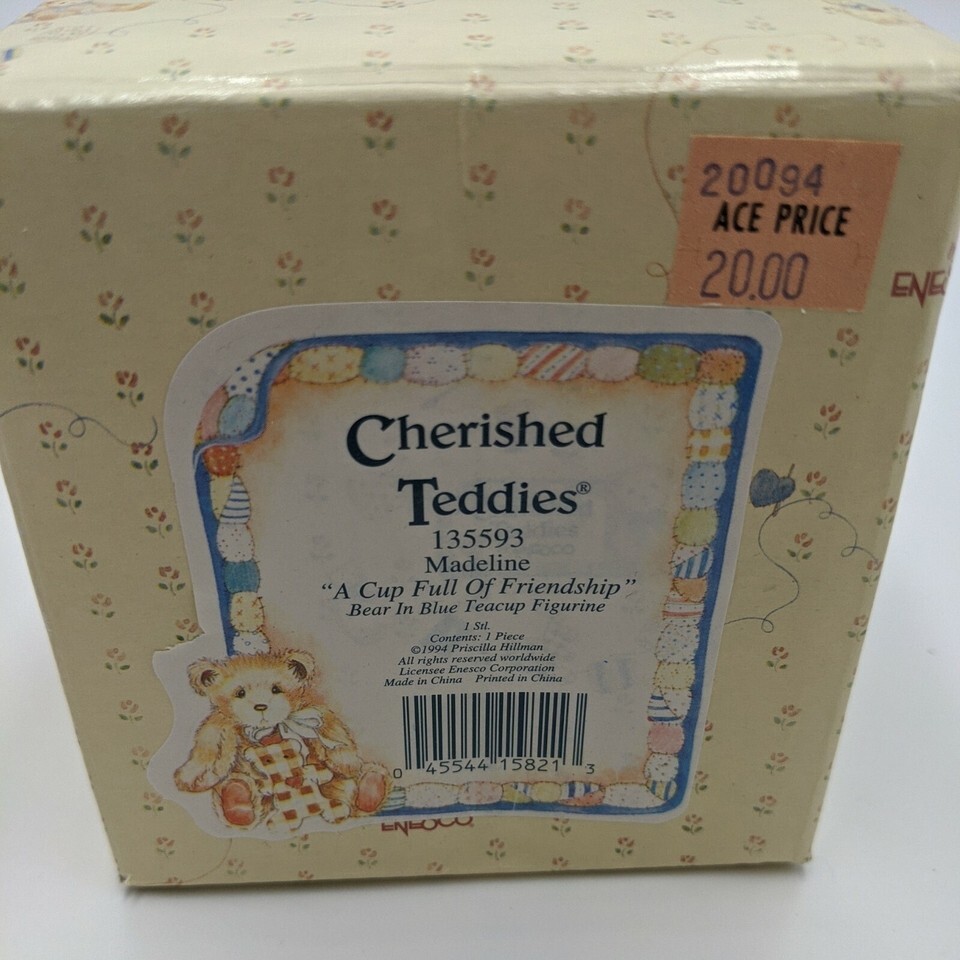 20094
ACE PRICE
20.00
Cherished
Teddies®
135593
Madeline
"A Cup Full Of Friendship"
Bear In Blue Teacup Figurine
1 Stl.
Contents: 1 Piece
©1994 Priscilla Hillman
All rights reserved worldwide
Licensee Enesco Corporation
Made in China Printed in China
0 45544 15821 3
ENESCO